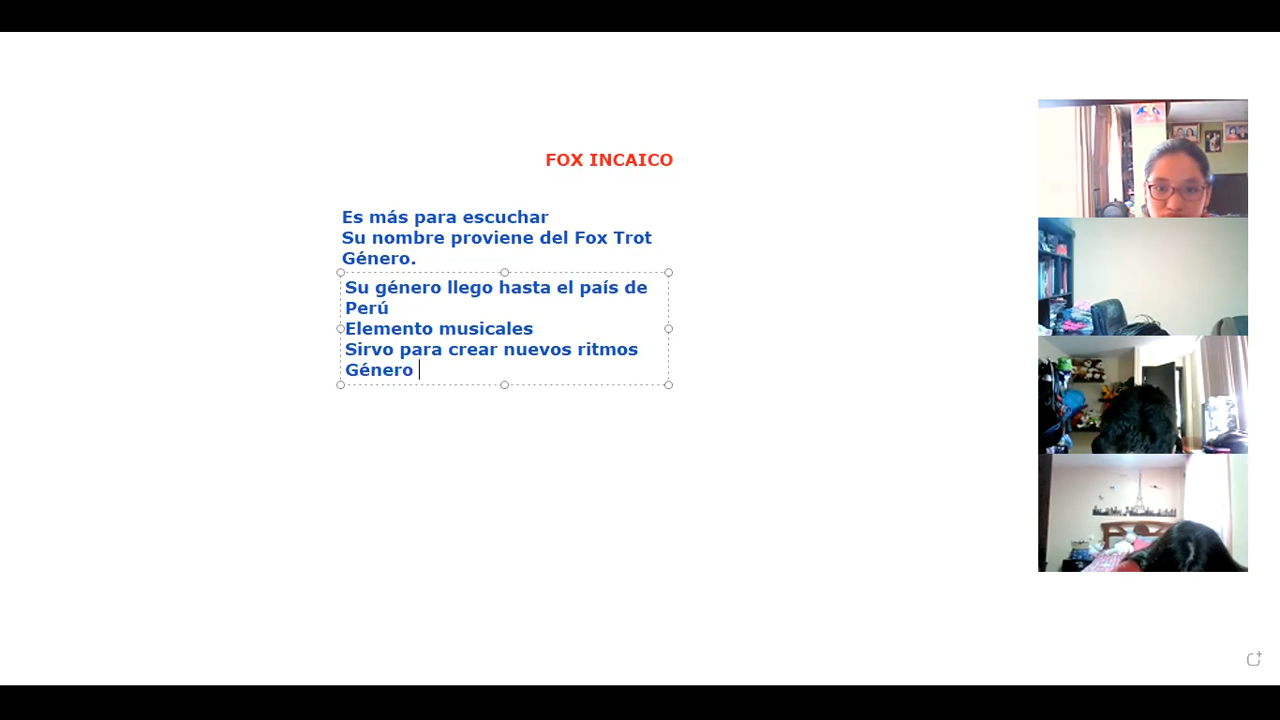 FOX INCAICO
Es más para escuchar
Su nombre proviene del Fox Trot
Género.
Su género llego hasta el país de
Perú
Elemento musicales
Sirvo para crear nuevos ritmos
Género